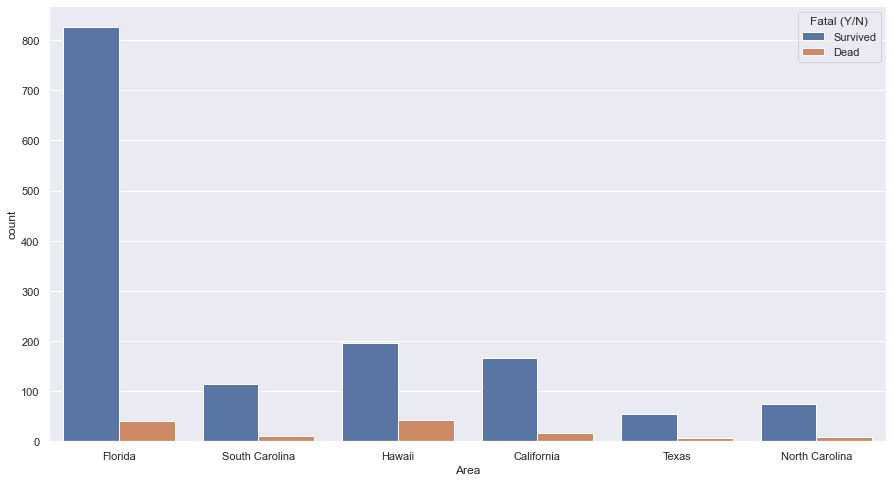 Fatal (Y/N)
Survived
Dead
800
700
600
500
400
300
200
100
0
count
Florida
South Carolina
Hawaii
California
Texas
North Carolina
Area